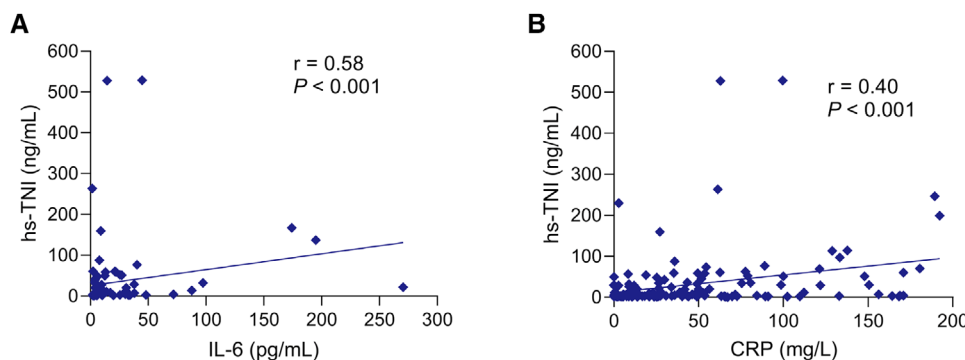 A
r = 0.58
P < 0.001
hs-TNI (ng/mL)
600
500
400
300
200
100
0
0 50 100 150 200 250 300
IL-6 (pg/mL)
B
r = 0.40
P < 0.001
hs-TNI (ng/mL)
600
500
400
300
200
100
0
0 50 100 150 200
CRP (mg/L)